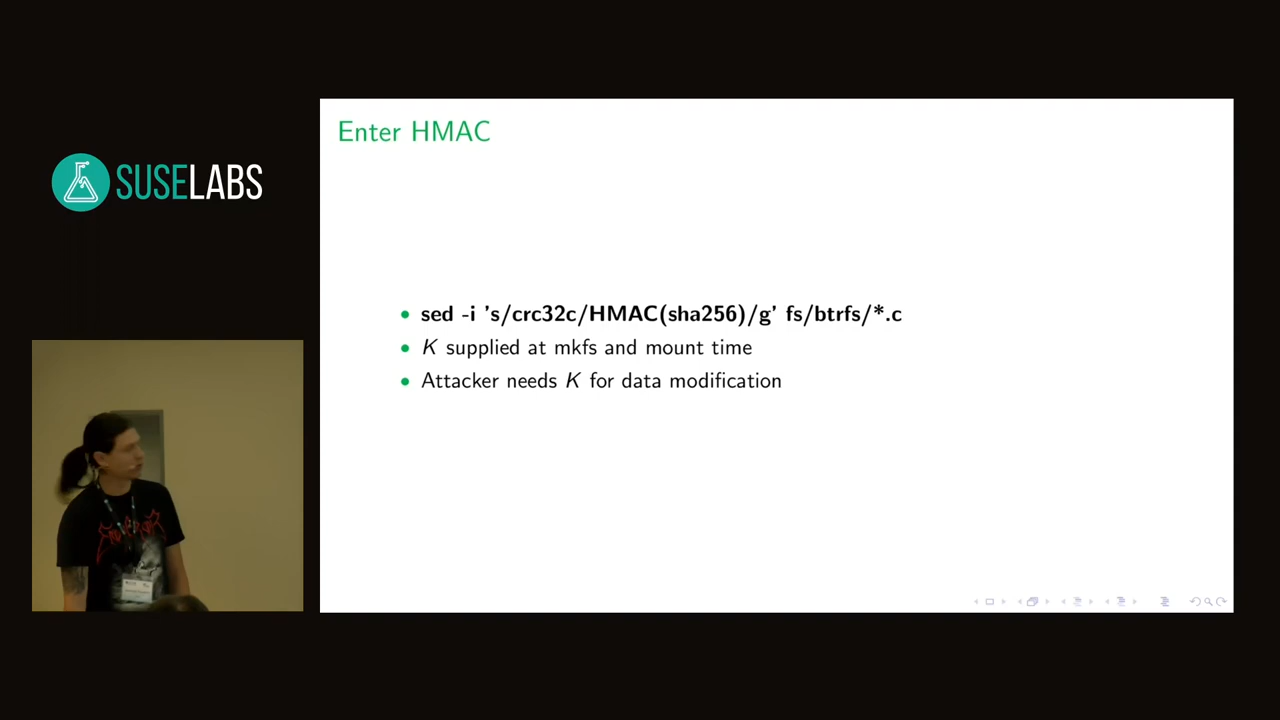 Enter HMAC
SUSELABS
• sed -i 's/crc32c/HMAC(sha256)/g' fs/btrfs/*.c
• K supplied at mkfs and mount time
• Attacker needs K for data modification